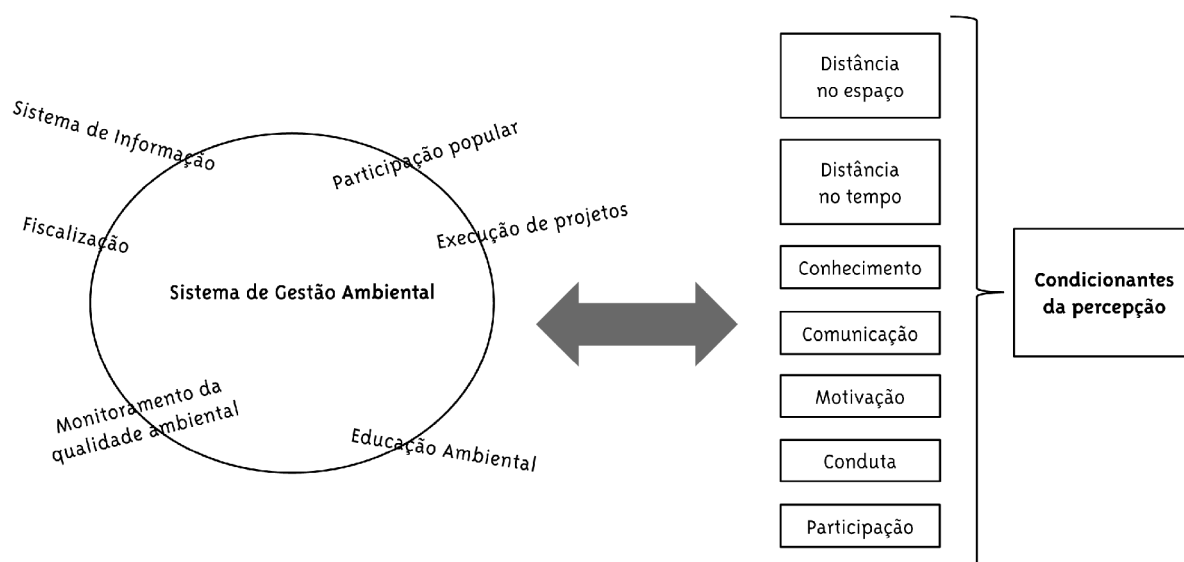 Sistema de Informação
Participação popular
Fiscalização
Execução de projetos
Sistema de Gestão Ambiental
Monitoramento da
qualidade ambiental
Educação Ambiental
Distância
no espaço
Distância
no tempo
Conhecimento
Comunicação
Motivação
Conduta
Participação
Condicionantes
da percepção